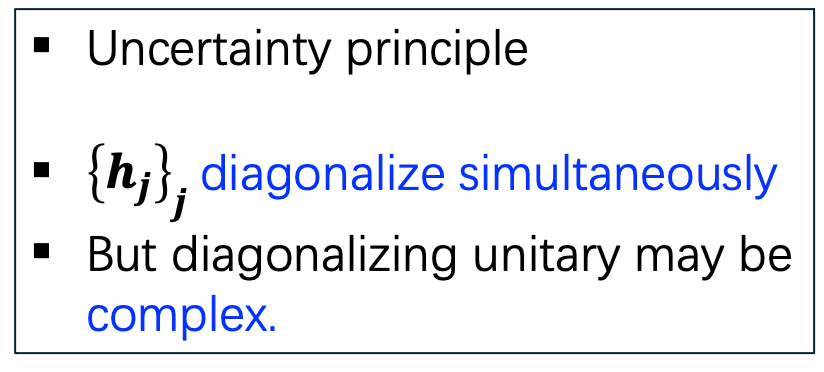 ▪ Uncertainty principle
▪ {h_j}_j diagonalize simultaneously
▪ But diagonalizing unitary may be
complex.